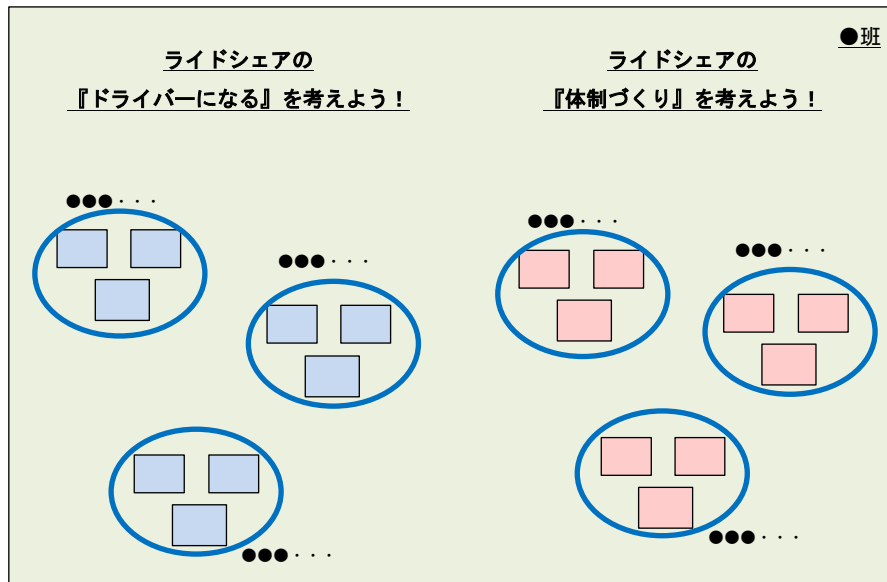 ●班
ライドシェアの
『ドライバーになる』を考えよう！
ライドシェアの
『体制づくり』を考えよう！
●●●・・・
●●●・・・
●●●・・・
●●●・・・
●●●・・・
●●●・・・